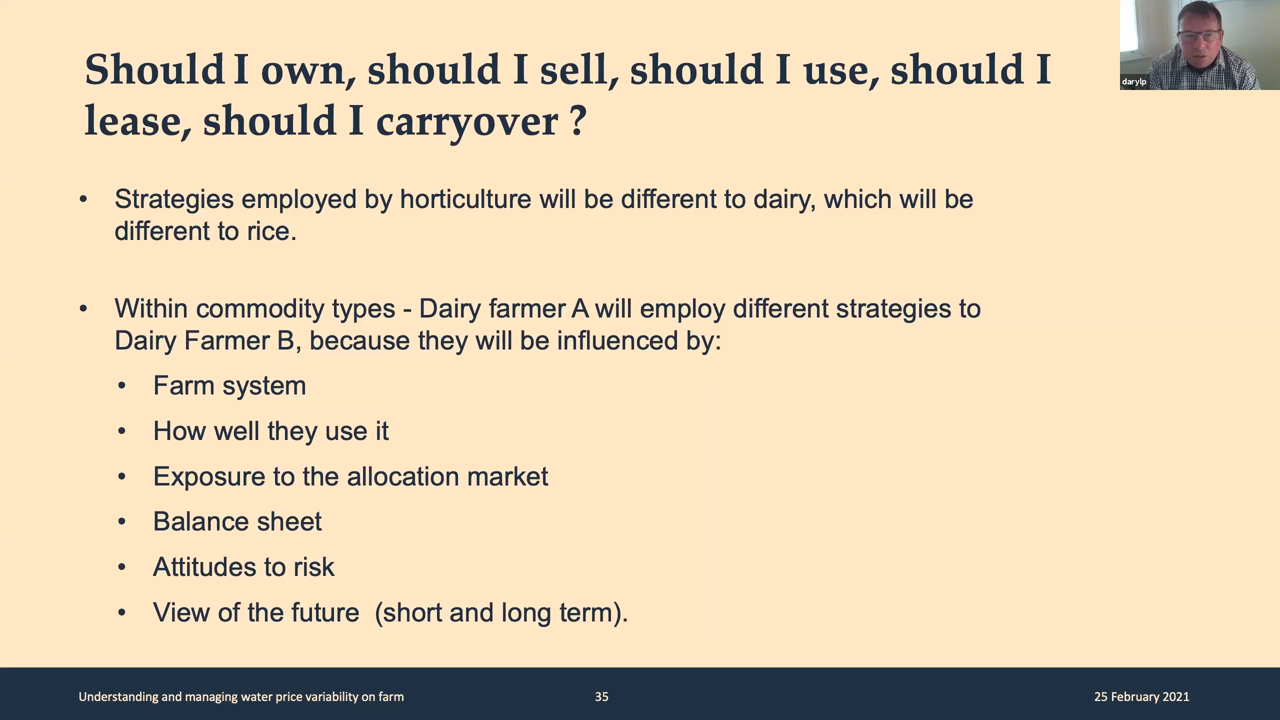 Should I own, should I sell, should I use, should I
lease, should I carryover ?
darylp
• Strategies employed by horticulture will be different to dairy, which will be
different to rice.
• Within commodity types - Dairy farmer A will employ different strategies to
Dairy Farmer B, because they will be influenced by:
• Farm system
• How well they use it
• Exposure to the allocation market
• Balance sheet
• Attitudes to risk
• View of the future (short and long term).
Understanding and managing water price variability on farm
35
25 February 2021